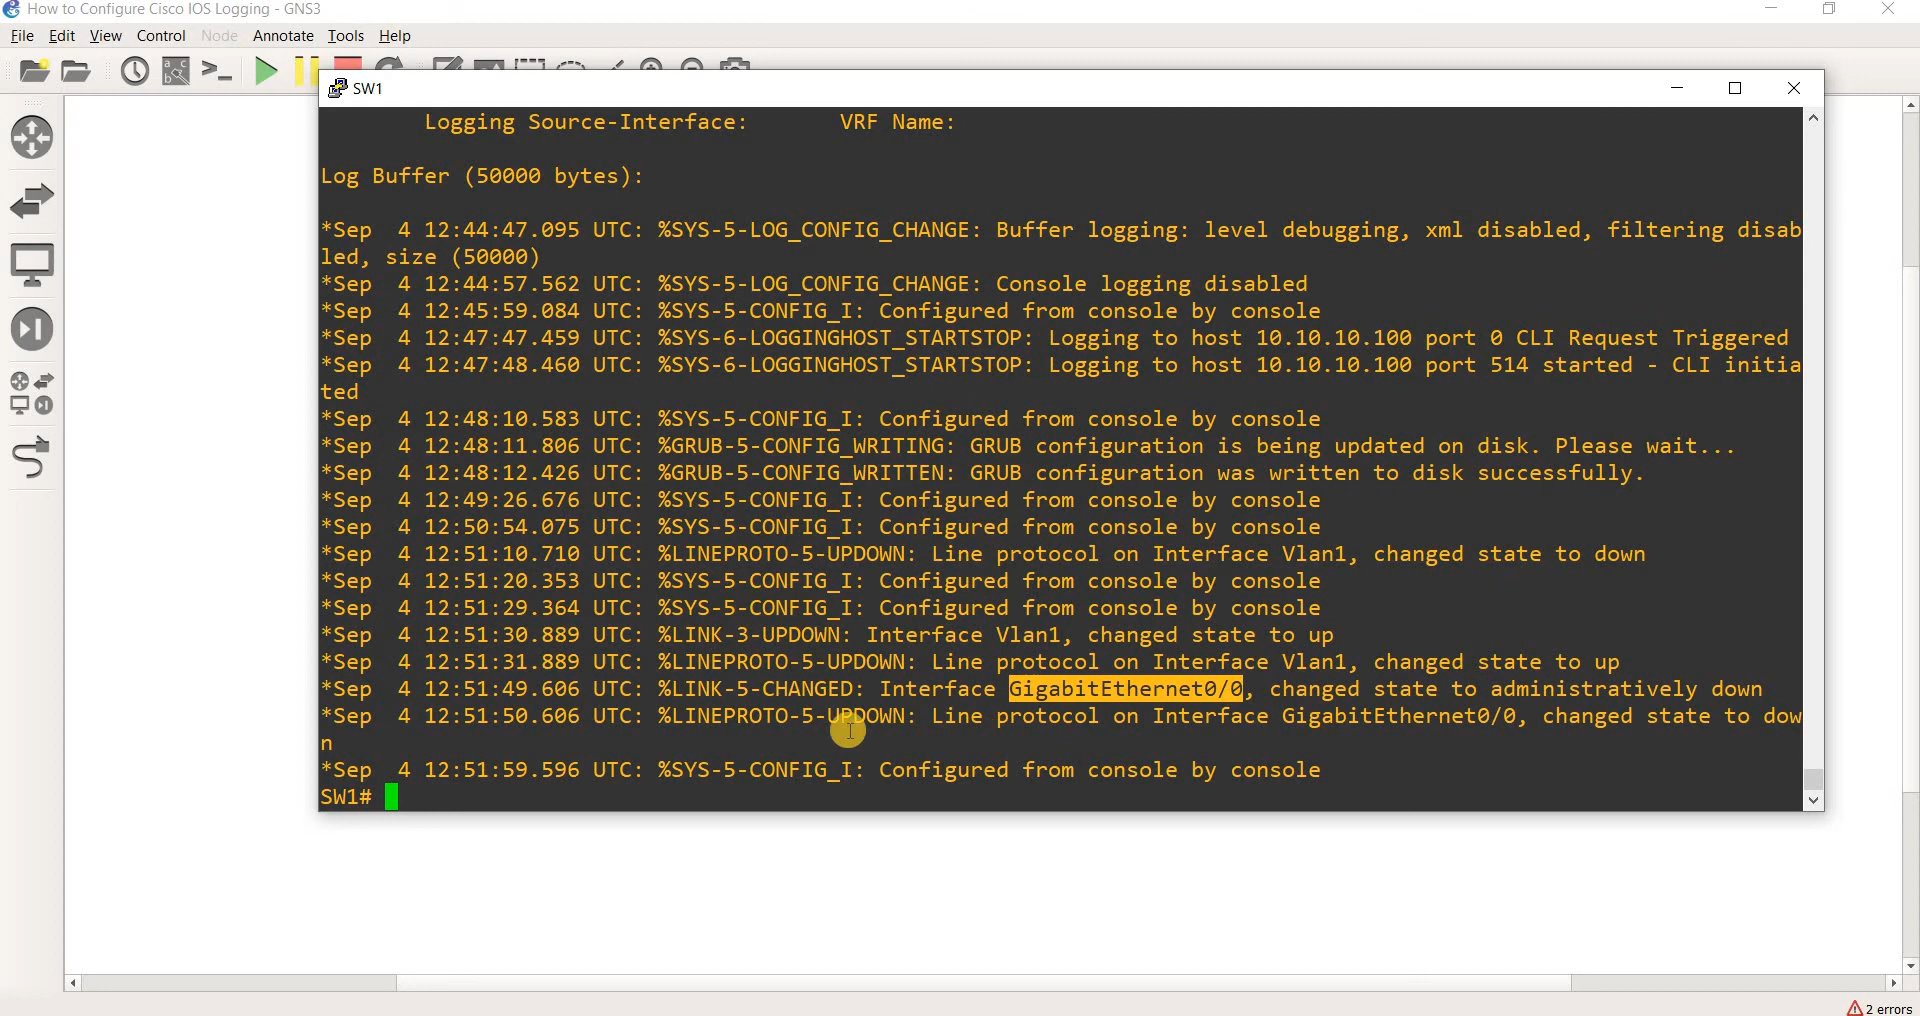 How to Configure Cisco IOS Logging - GNS3
File Edit View Control Node Annotate Tools Help
SW1
Logging Source-Interface: VRF Name:
Log Buffer (50000 bytes):
*Sep 4 12:44:47.095 UTC: %SYS-5-LOG_CONFIG_CHANGE: Buffer logging: level debugging, xml disabled, filtering disab
led, size (50000)
*Sep 4 12:44:57.562 UTC: %SYS-5-LOG_CONFIG_CHANGE: Console logging disabled
*Sep 4 12:45:59.084 UTC: %SYS-5-CONFIG_I: Configured from console by console
*Sep 4 12:47:47.459 UTC: %SYS-6-LOGGINGHOST_STARTSTOP: Logging to host 10.10.10.100 port 0 CLI Request Triggered
*Sep 4 12:47:48.460 UTC: %SYS-6-LOGGINGHOST_STARTSTOP: Logging to host 10.10.10.100 port 514 started - CLI initia
ted
*Sep 4 12:48:10.583 UTC: %SYS-5-CONFIG_I: Configured from console by console
*Sep 4 12:48:11.806 UTC: %GRUB-5-CONFIG_WRITING: GRUB configuration is being updated on disk. Please wait...
*Sep 4 12:48:12.426 UTC: %GRUB-5-CONFIG_WRITTEN: GRUB configuration was written to disk successfully.
*Sep 4 12:49:26.676 UTC: %SYS-5-CONFIG_I: Configured from console by console
*Sep 4 12:50:54.075 UTC: %SYS-5-CONFIG_I: Configured from console by console
*Sep 4 12:51:10.710 UTC: %LINEPROTO-5-UPDOWN: Line protocol on Interface Vlan1, changed state to down
*Sep 4 12:51:20.353 UTC: %SYS-5-CONFIG_I: Configured from console by console
*Sep 4 12:51:29.364 UTC: %SYS-5-CONFIG_I: Configured from console by console
*Sep 4 12:51:30.889 UTC: %LINK-3-UPDOWN: Interface Vlan1, changed state to up
*Sep 4 12:51:31.889 UTC: %LINEPROTO-5-UPDOWN: Line protocol on Interface Vlan1, changed state to up
*Sep 4 12:51:49.606 UTC: %LINK-5-CHANGED: Interface GigabitEthernet0/0, changed state to administratively down
*Sep 4 12:51:50.606 UTC: %LINEPROTO-5-UPDOWN: Line protocol on Interface GigabitEthernet0/0, changed state to dow
n
*Sep 4 12:51:59.596 UTC: %SYS-5-CONFIG_I: Configured from console by console
SW1#
2 errors